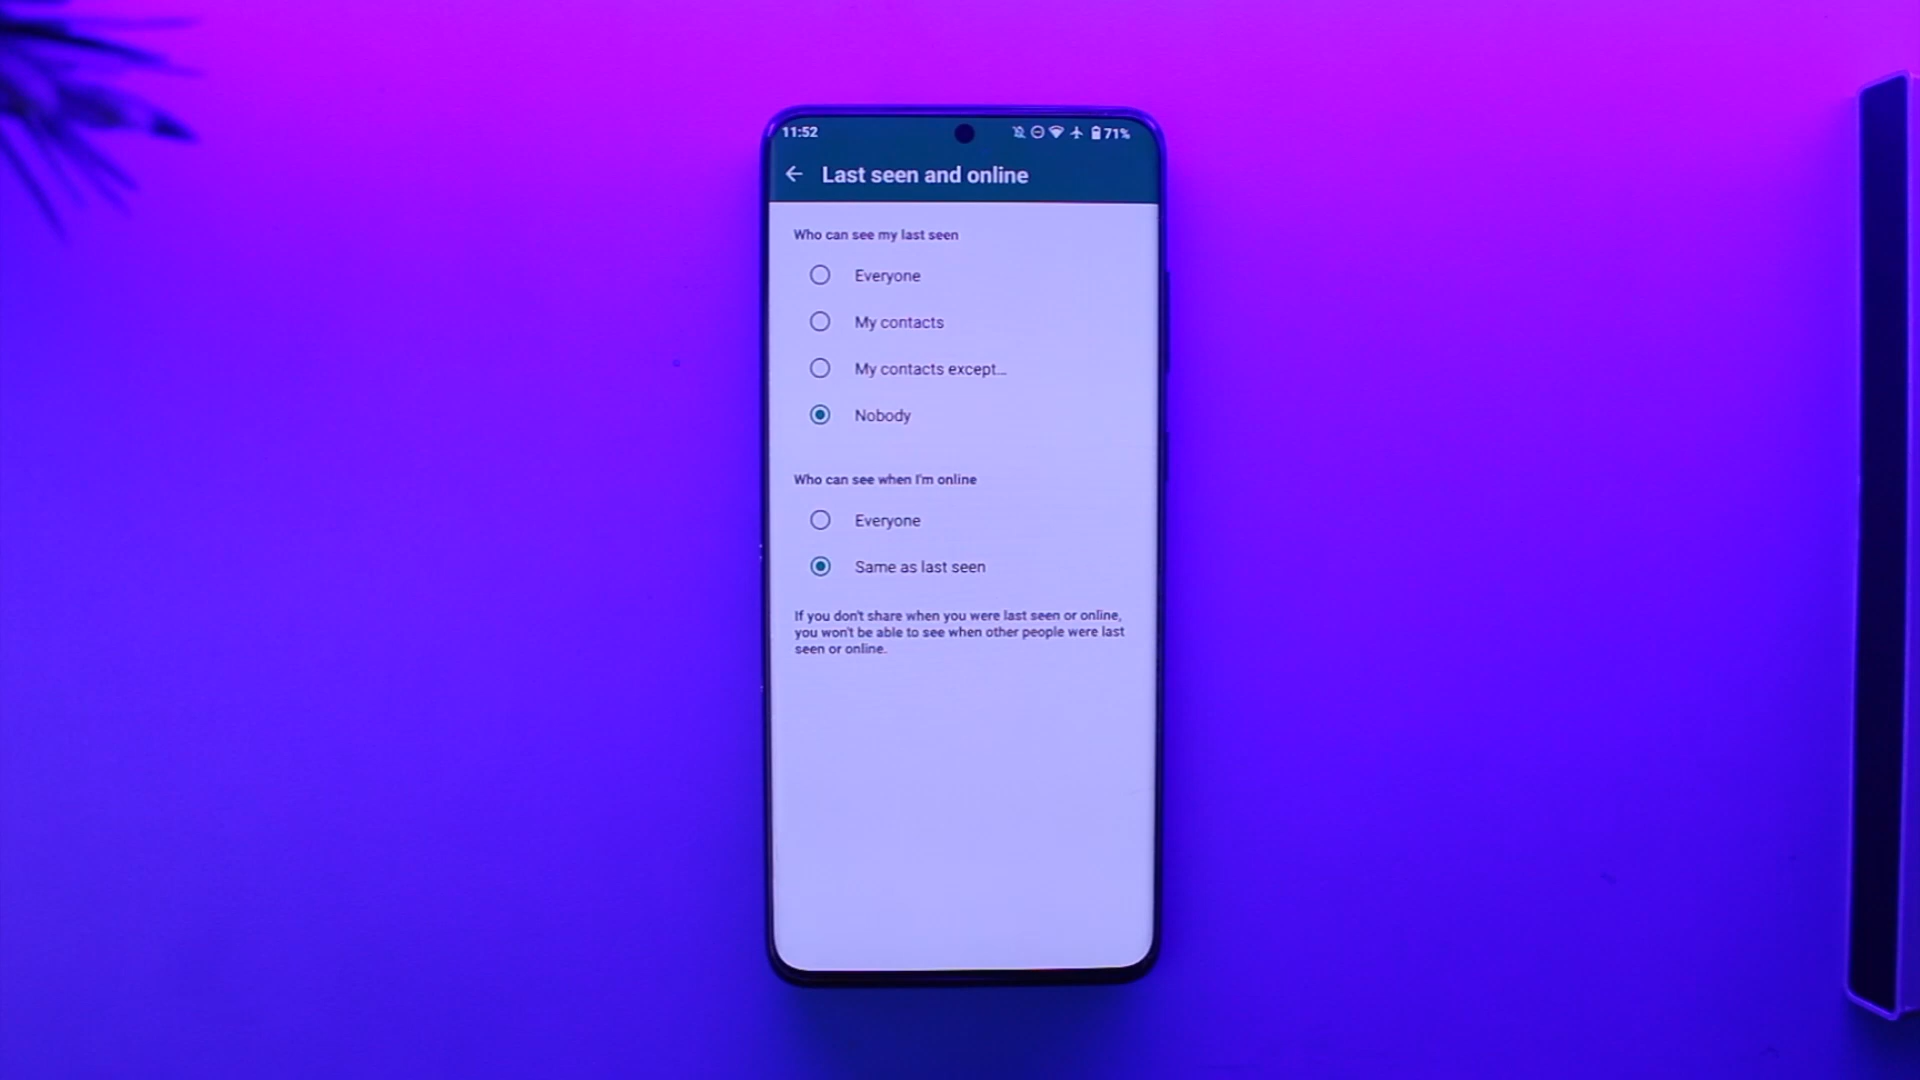 11:52 71%
Last seen and online
Who can see my last seen
Everyone
My contacts
My contacts except...
Nobody
Who can see when I'm online
Everyone
Same as last seen
If you don't share when you were last seen or online,
you won't be able to see when other people were last
seen or online.